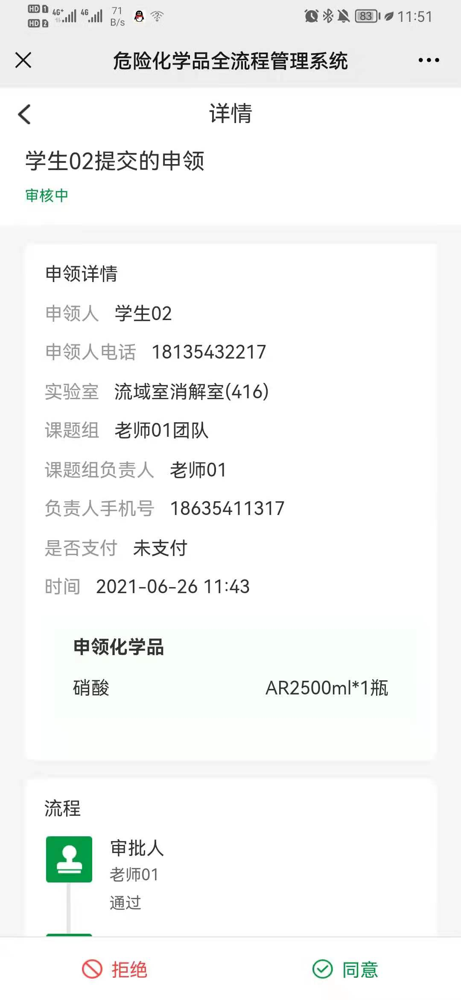 HD 1 4G+ 4G 71 B/s 83 11:51
HD 2
危险化学品全流程管理系统
详情
学生02提交的申领
审核中
申领详情
申领人 学生02
申领人电话 18135432217
实验室 流域室消解室(416)
课题组 老师01团队
课题组负责人 老师01
负责人手机号 18635411317
是否支付 未支付
时间 2021-06-26 11:43
申领化学品
硝酸 AR2500ml*1瓶
流程
审批人
老师01
通过
拒绝 同意